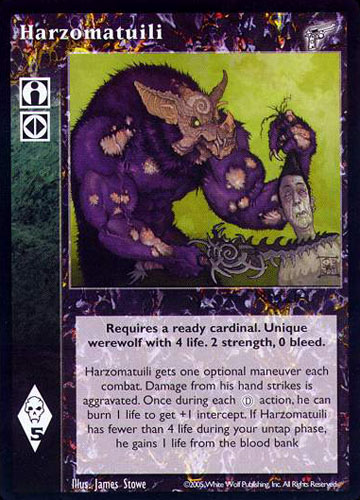 Harzomatuili
Requires a ready cardinal. Unique
werewolf with 4 life. 2 strength, 0 bleed.
Harzomatuili gets one optional maneuver each
combat. Damage from his hand strikes is
aggravated. Once during each Ⓓ action, he can
burn 1 life to get +1 intercept. If Harzomatuili
has fewer than 4 life during your untap phase,
he gains 1 life from the blood bank
5
Illus. James Stowe
©2005, White Wolf Publishing, Inc. All Rights Reserved.